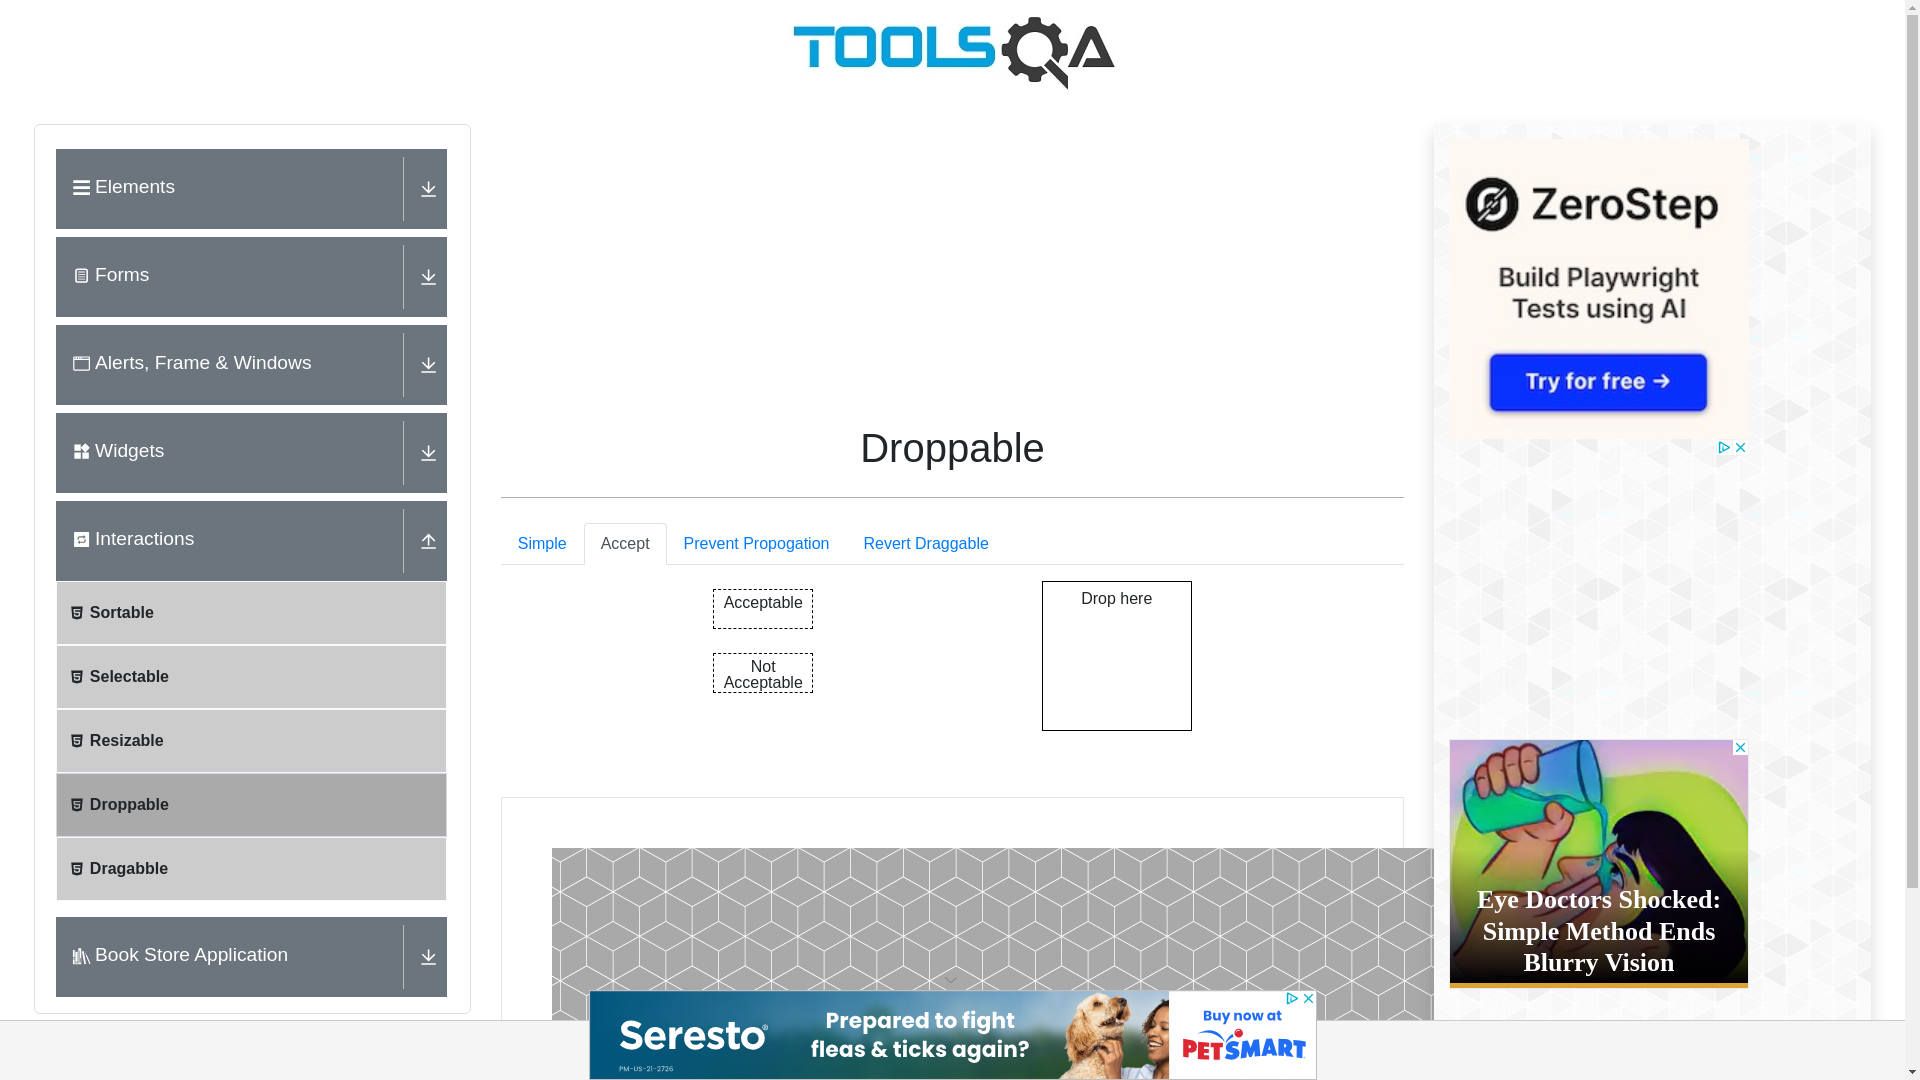 TOOLSQA
Elements
Forms
Alerts, Frame & Windows
Widgets
Interactions
Sortable
Selectable
Resizable
Droppable
Dragabble
Book Store Application
Droppable
Simple
Accept
Prevent Propogation
Revert Draggable
Acceptable
Not
Acceptable
Drop here
ZeroStep
Build Playwright
Tests using AI
Try for free →
Eye Doctors Shocked:
Simple Method Ends
Blurry Vision
Seresto®
PM-US-21-2726
Prepared to fight
fleas & ticks again?
Buy now at
PETSMART